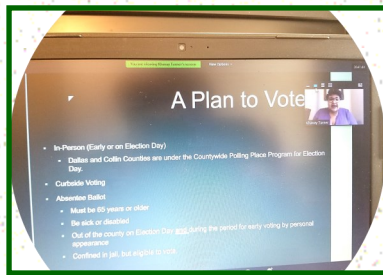 A Plan to Vote
In-Person (Early or on Election Day)
Dallas and Collin Counties are under the Countywide Polling Place Program for Election
Day.
Curbside Voting
Absentee Ballot
Must be 65 years or older
Be sick or disabled
Out of the county on Election Day and during the period for early voting by personal
appearance
Confined in jail, but eligible to vote